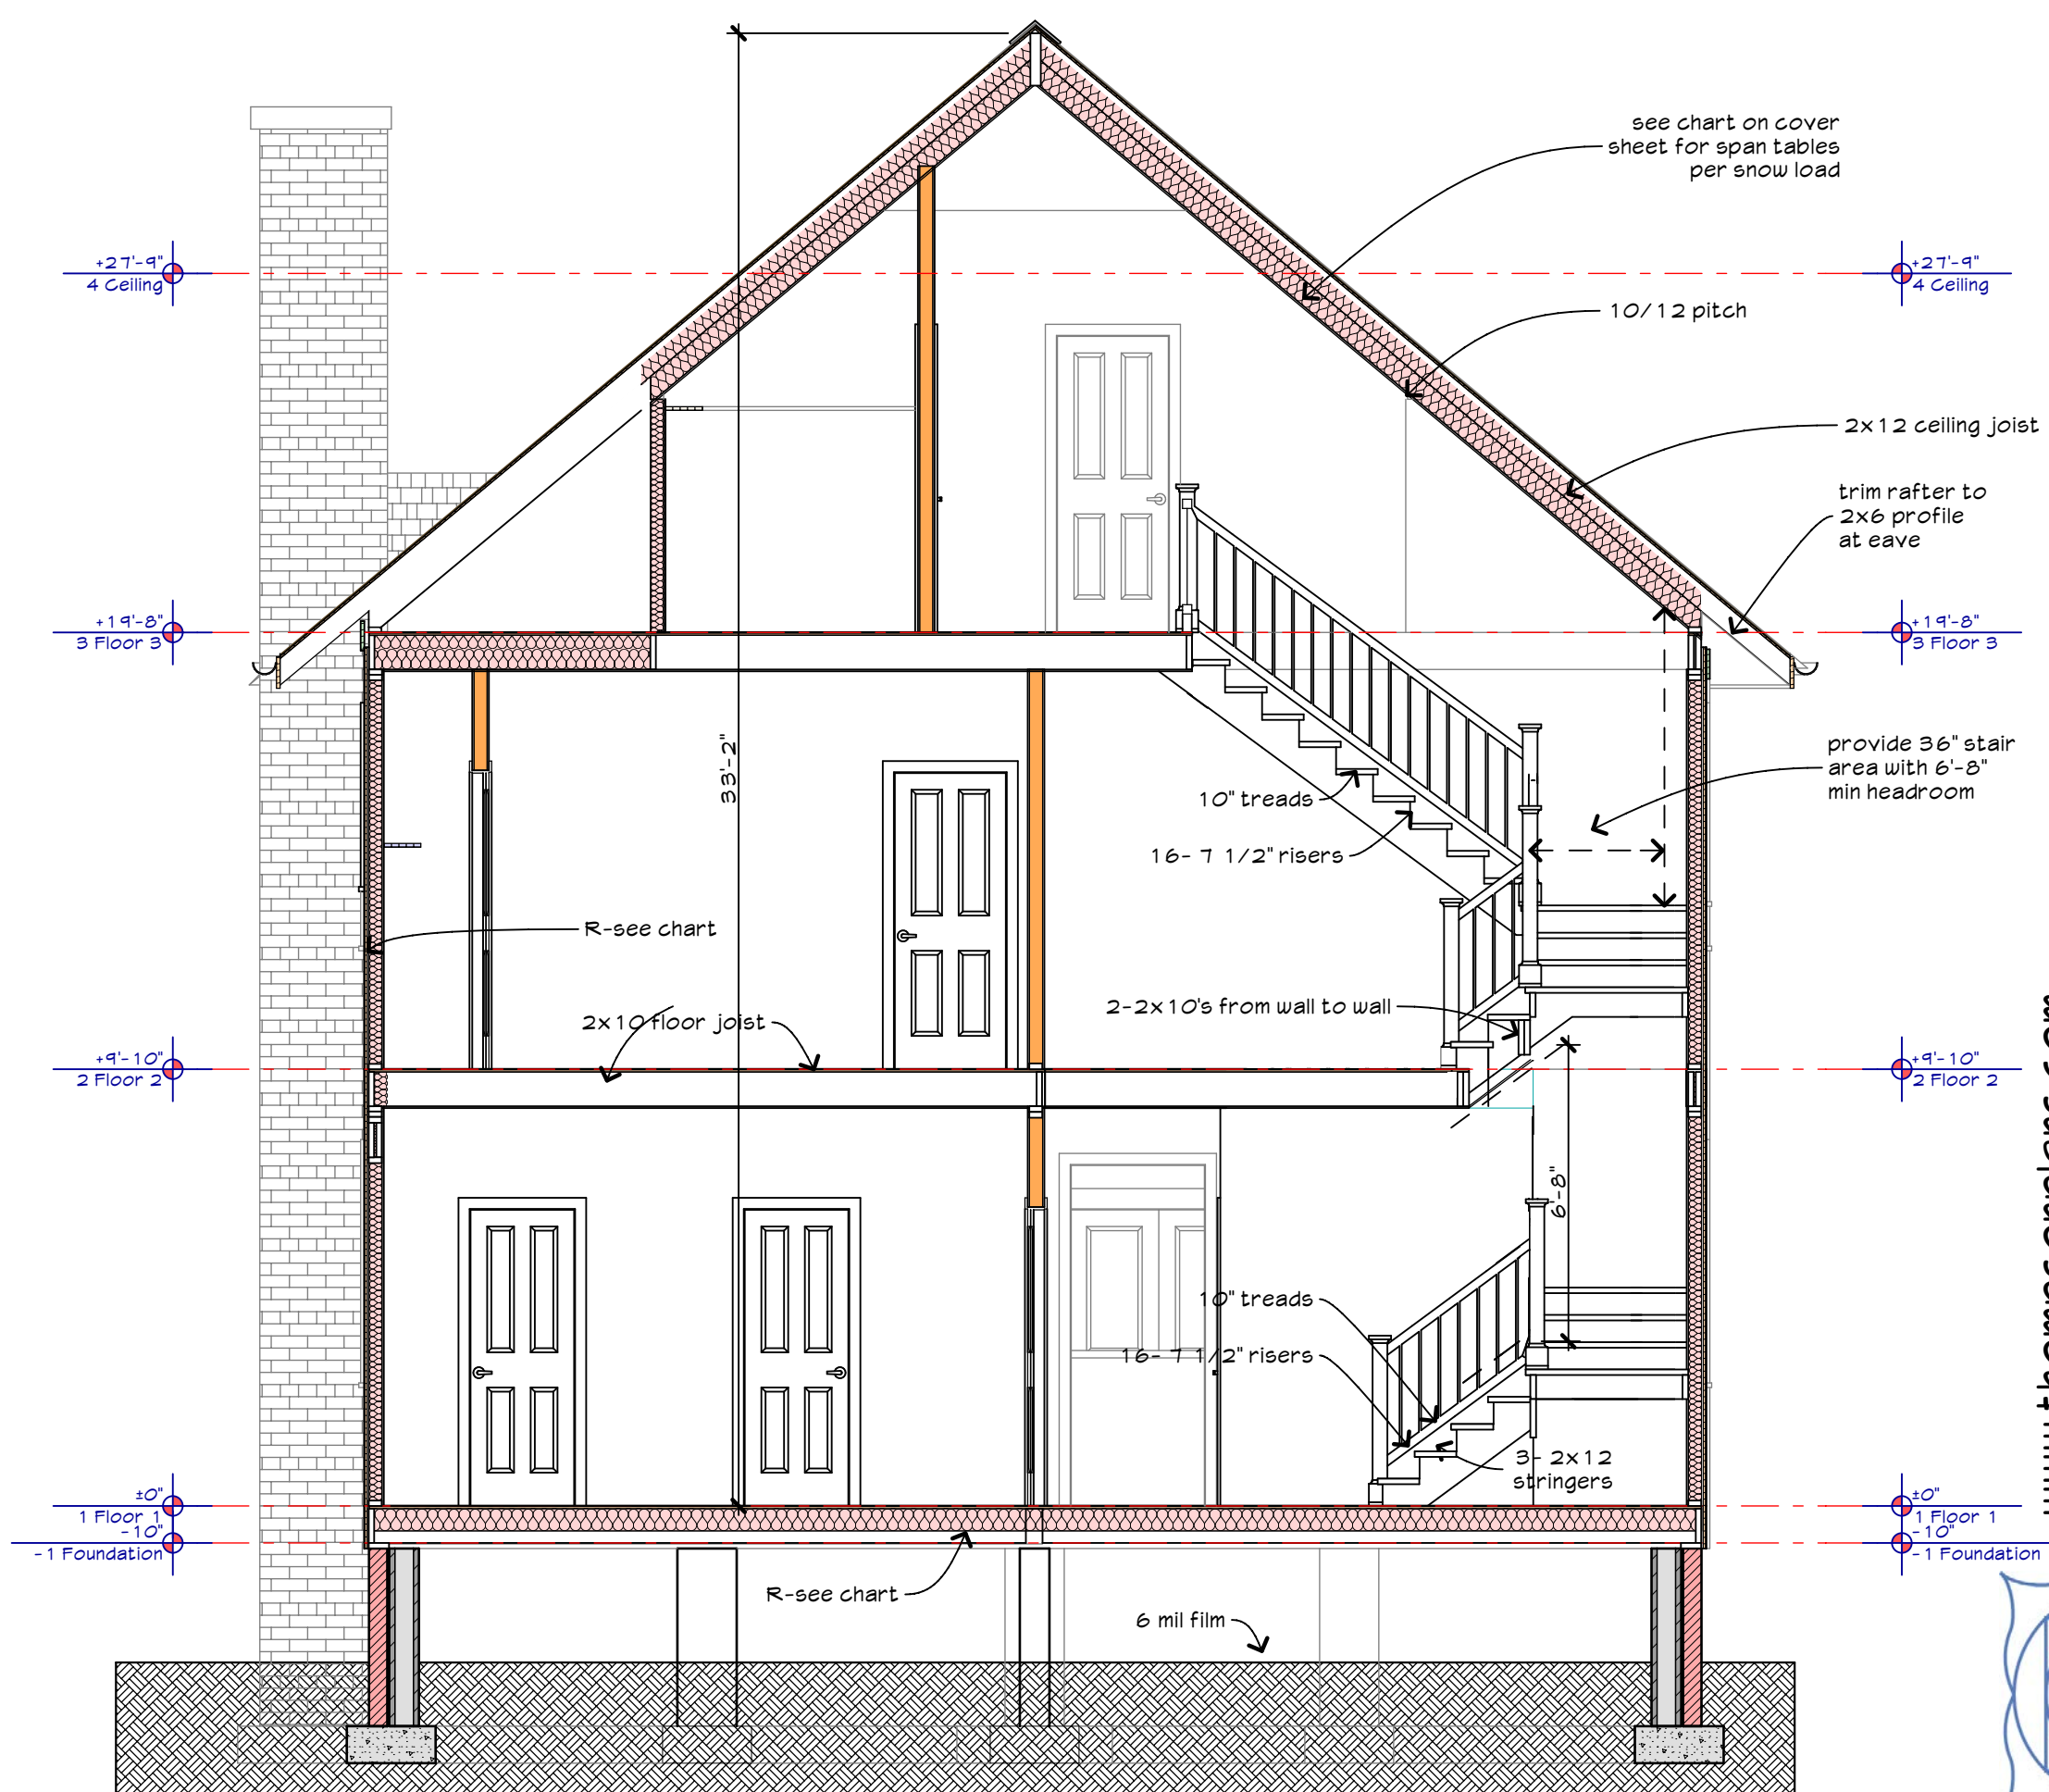 see chart on cover
sheet for span tables
per snow load
+27'-9"
4 Ceiling
+27'-9"
4 Ceiling
10/12 pitch
2x12 ceiling joist
trim rafter to
2x6 profile
at eave
+19'-8"
3 Floor 3
+19'-8"
3 Floor 3
33'-2"
provide 36" stair
area with 6'-8"
min headroom
10" treads
16- 7 1/2" risers
R-see chart
2-2x10's from wall to wall
2x10 floor joist
+9'-10"
2 Floor 2
+9'-10"
2 Floor 2
6'-8"
10" treads
16- 7 1/2" risers
3- 2x12
stringers
±0"
1 Floor 1
-10"
-1 Foundation
±0"
1 Floor 1
-10"
-1 Foundation
R-see chart
6 mil film